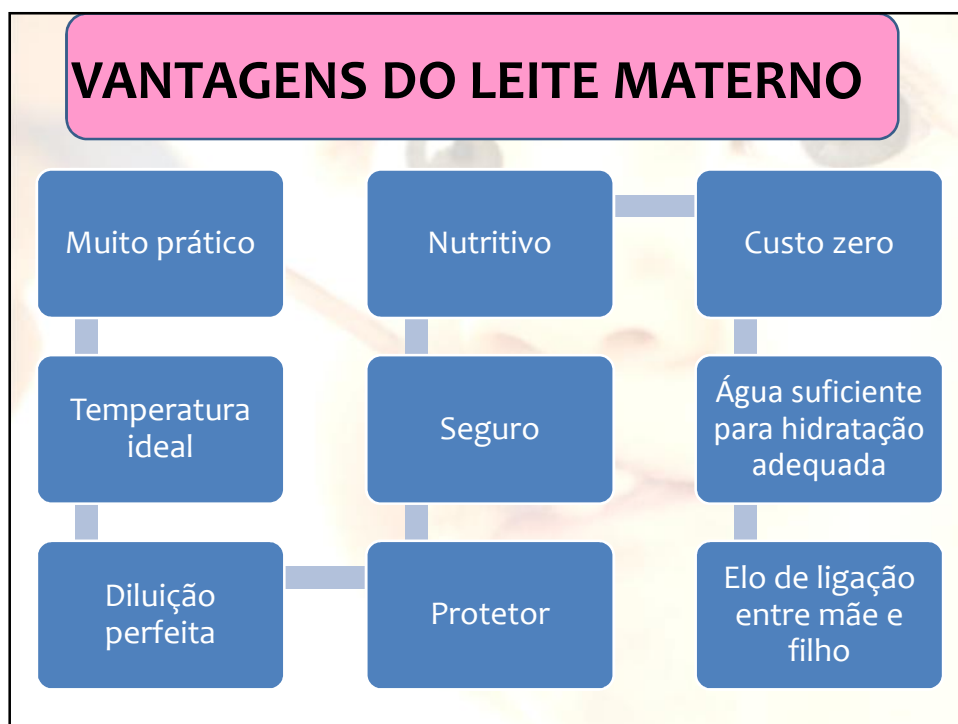 VANTAGENS DO LEITE MATERNO
Muito prático
Temperatura
ideal
Diluição
perfeita
Protetor
Seguro
Nutritivo
Custo zero
Água suficiente
para hidratação
adequada
Elo de ligação
entre mãe e
filho